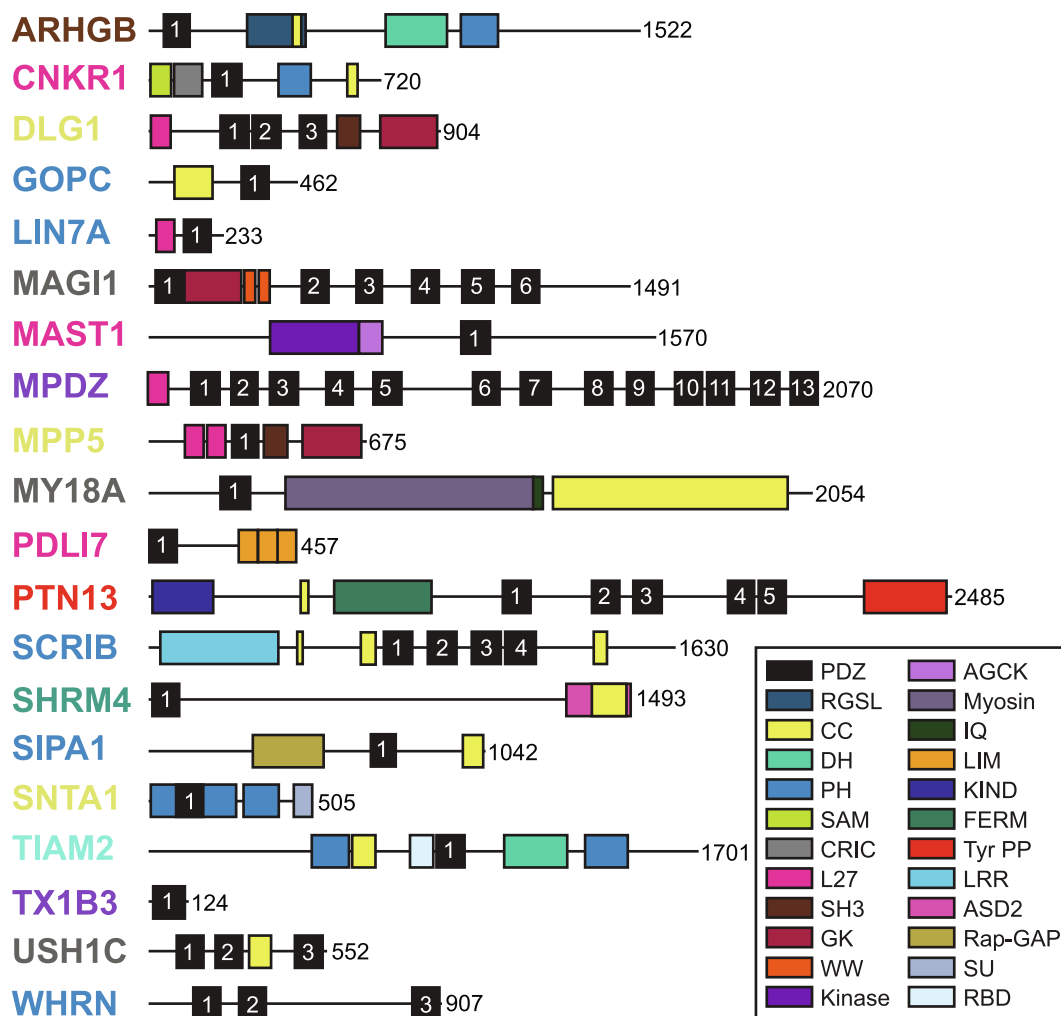 ARHGB 1 1522
CNKR1 1 720
DLG1 1 2 3 904
GOPC 1 462
LIN7A 1 233
MAGI1 1 2 3 4 5 6 1491
MAST1 1 1570
MPDZ 1 2 3 4 5 6 7 8 9 10 11 12 13 2070
MPP5 1 675
MY18A 1 2054
PDLI7 1 457
PTN13 1 2 3 4 5 2485
SCRIB 1 2 3 4 1630
SHRM4 1 1493
SIPA1 1 1042
SNTA1 1 505
TIAM2 1 1701
TX1B3 1 124
USH1C 1 2 3 552
WHRN 1 2 3 907
PDZ AGCK
RGSL Myosin
CC IQ
DH LIM
PH KIND
SAM FERM
CRIC Tyr PP
L27 LRR
SH3 ASD2
GK Rap-GAP
WW SU
Kinase RBD